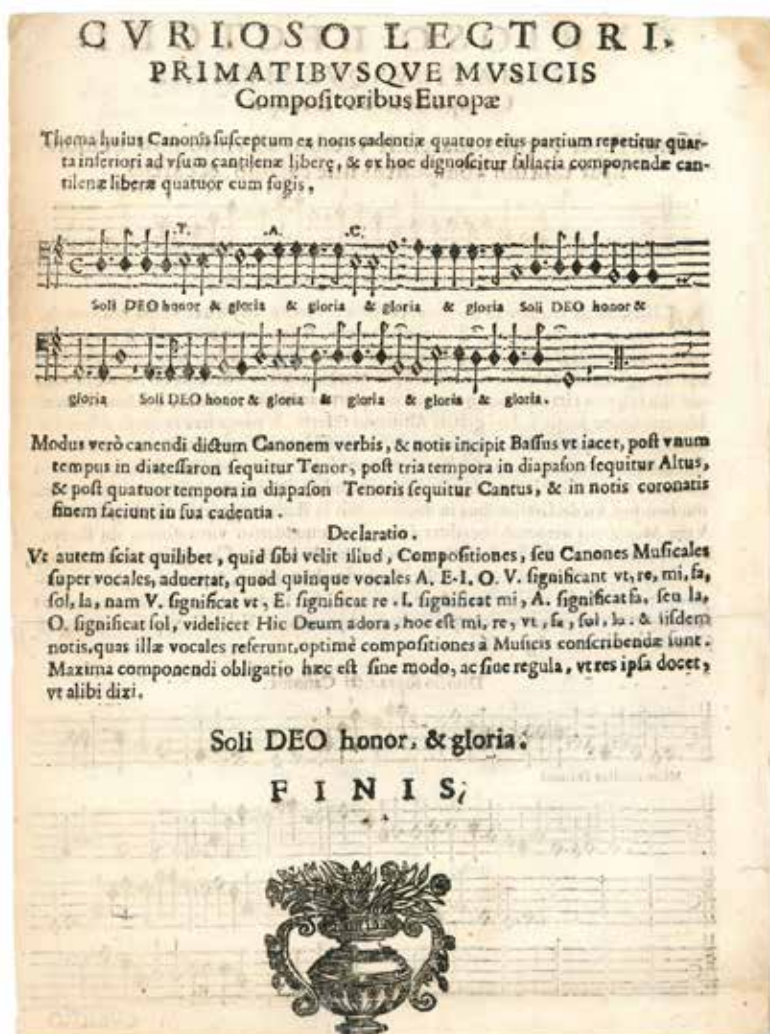 CVRIOSO LECTORI,
PRIMATIBVSQVE MVSICIS
Compoſitoribus Europæ
Thema huius Canonis ſuſceptum ex notis cadentiæ quatuor eius partium repetitur quar-
ta inferiori ad vſum cantilenæ liberę, & ex hoc dignoſcitur fallacia componendæ can-
tilenæ liberæ quatuor cum fugis,
.T. .A. .C.
Soli DEO honor & gloria & gloria & gloria & gloria Soli DEO honor &
gloria Soli DEO honor & gloria & gloria & gloria & gloria & gloria.
Modus verò canendi dictum Canonem verbis, & notis incipit Baſſus vt iacet, poſt vnum
tempus in diateſſaron ſequitur Tenor, poſt tria tempora in diapaſon ſequitur Altus,
& poſt quatuor tempora in diapaſon Tenoris ſequitur Cantus, & in notis coronatis
finem faciunt in ſua cadentia.
Declaratio.
Vt autem ſciat quilibet, quid ſibi velit illud, Compoſitiones, ſeu Canones Muſicales
ſuper vocales, aduertat, quod quinque vocales A. E. I. O. V. ſignificant vt, re, mi, fa,
ſol, la, nam V. ſignificat vt, E. ſignificat re. I. ſignificat mi, A. ſignificat fa, ſeu la,
O. ſignificat ſol, videlicet Hic Deum adora, hoc eſt mi, re, vt, fa, ſol, la. & iiſdem
notis, quas illæ vocales referunt, optimè compoſitiones à Muſicis conſcribendæ ſunt.
Maxima componendi obligatio hæc eſt ſine modo, ac ſine regula, vt res ipſa docet,
vt alibi dixi.
Soli DEO honor, & gloria.
FINIS,